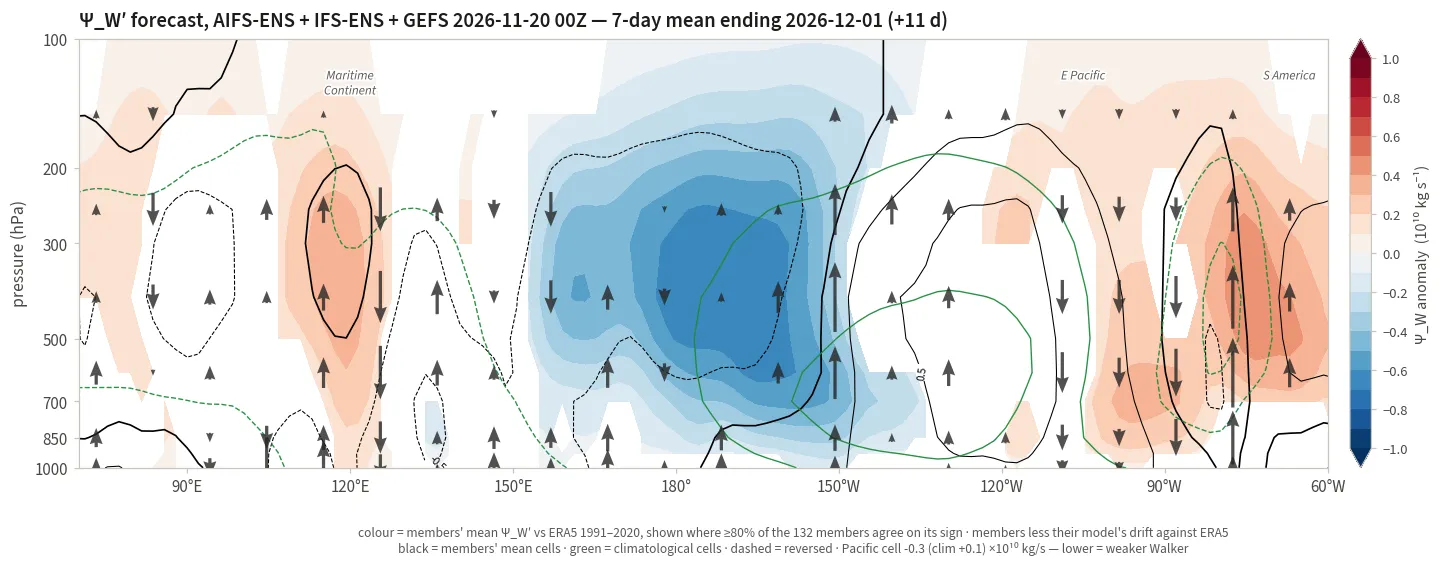 Ψ_W′ forecast, AIFS-ENS + IFS-ENS + GEFS 2026-11-20 00Z — 7-day mean ending 2026-12-01 (+11 d)
100
200
300
500
700
850
1000
pressure (hPa)
Maritime
Continent
E Pacific
S America
0.5
90°E
120°E
150°E
180°
150°W
120°W
90°W
60°W
1.0
0.8
0.6
0.4
0.2
0.0
−0.2
−0.4
−0.6
−0.8
−1.0
Ψ_W anomaly (10¹⁰ kg s⁻¹)
colour = members' mean Ψ_W′ vs ERA5 1991–2020, shown where ≥80% of the 132 members agree on its sign · members less their model's drift against ERA5
black = members' mean cells · green = climatological cells · dashed = reversed · Pacific cell -0.3 (clim +0.1) ×10¹⁰ kg/s — lower = weaker Walker